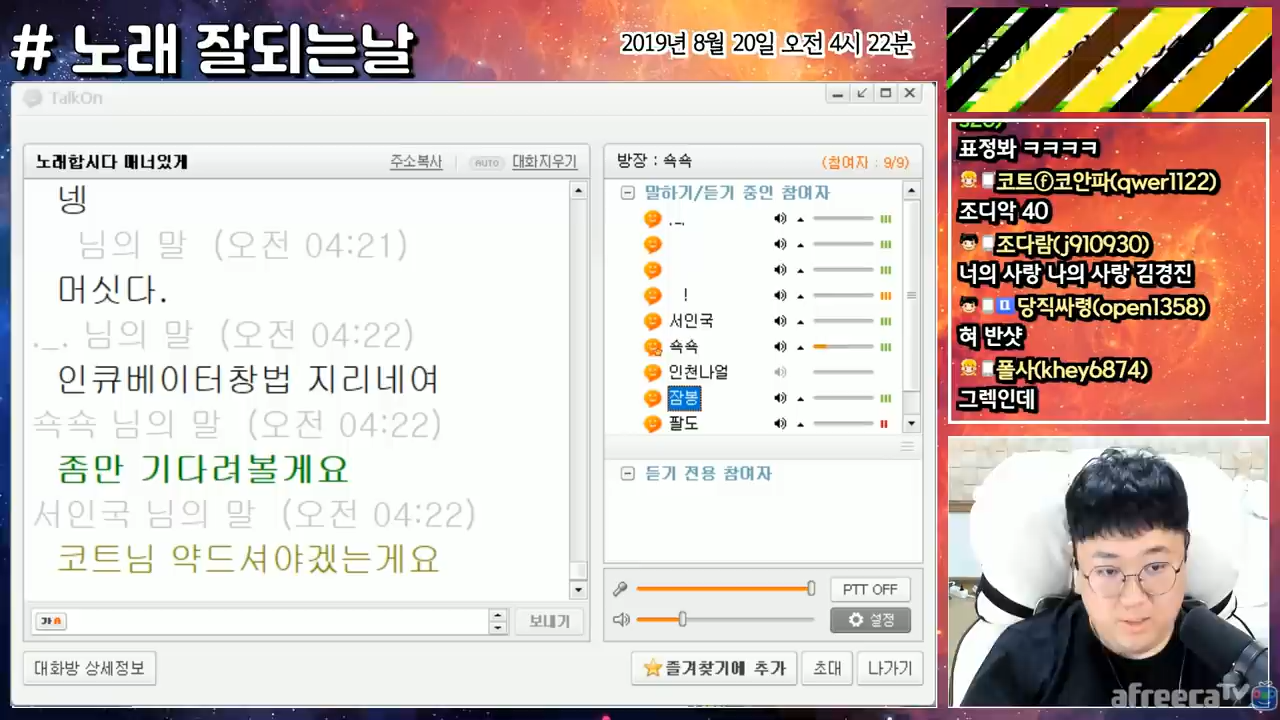 # 노래 잘되는날
2019년 8월 20일 오전 4시 22분
TalkOn
노래합시다 매너있게
주소복사
AUTO
대화지우기
넹
님의 말 (오전 04:21)
머싯다.
._. 님의 말 (오전 04:22)
인큐베이터창법 지리네여
쇽쇽 님의 말 (오전 04:22)
좀만 기다려볼게요
서인국 님의 말 (오전 04:22)
코트님 약드셔야겠는게요
가
보내기
대화방 상세정보
방장 : 쇽쇽
(참여자 : 9/9)
말하기/듣기 중인 참여자
._.
!
서인국
쇽쇽
인천나얼
잠봉
팔도
듣기 전용 참여자
PTT OFF
설정
즐겨찾기에 추가
초대
나가기
표정봐 ㅋㅋㅋㅋ
코트ⓕ코안파(qwer1122)
조디악 40
조다람(j910930)
너의 사랑 나의 사랑 김경진
당직싸령(open1358)
혀 반샷
폴사(khey6874)
그렉인데
afreecaTV